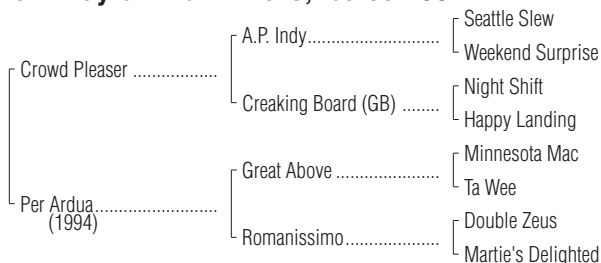 Seattle Slew
A.P. Indy..............................
Weekend Surprise
Crowd Pleaser ..................
Night Shift
Creaking Board (GB) ........
Happy Landing
Minnesota Mac
Great Above ......................
Ta Wee
Per Ardua..........................
(1994)
Double Zeus
Romanissimo....................
Martie's Delighted